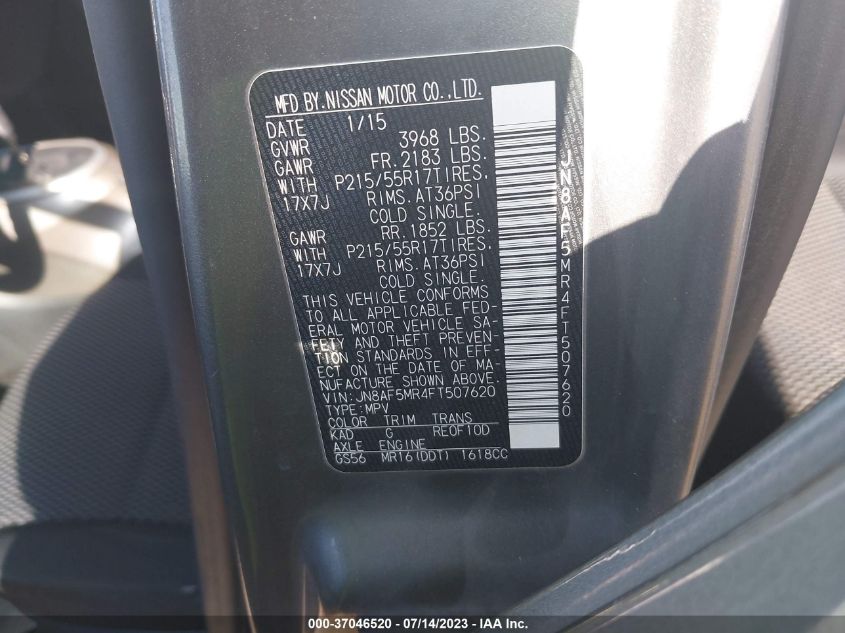 MFD BY.NISSAN MOTOR CO.,LTD.
DATE 1/15
GVWR 3968 LBS.
GAWR FR.2183 LBS.
WITH P215/55R17TIRES.
17X7J RIMS.AT36PSI
COLD SINGLE.
GAWR RR.1852 LBS.
WITH P215/55R17TIRES.
17X7J RIMS.AT36PSI
COLD SINGLE.
THIS VEHICLE CONFORMS
TO ALL APPLICABLE FED-
ERAL MOTOR VEHICLE SA-
FETY AND THEFT PREVEN-
TION STANDARDS IN EFF-
ECT ON THE DATE OF MA-
NUFACTURE SHOWN ABOVE.
VIN:JN8AF5MR4FT507620
TYPE:MPV
COLOR TRIM TRANS
KAD G RE0F10D
AXLE ENGINE
GS56 MR16(DDT) 1618CC
JN8AF5MR4FT507620
000-37046520 / 07/14/2023 - IAA Inc.